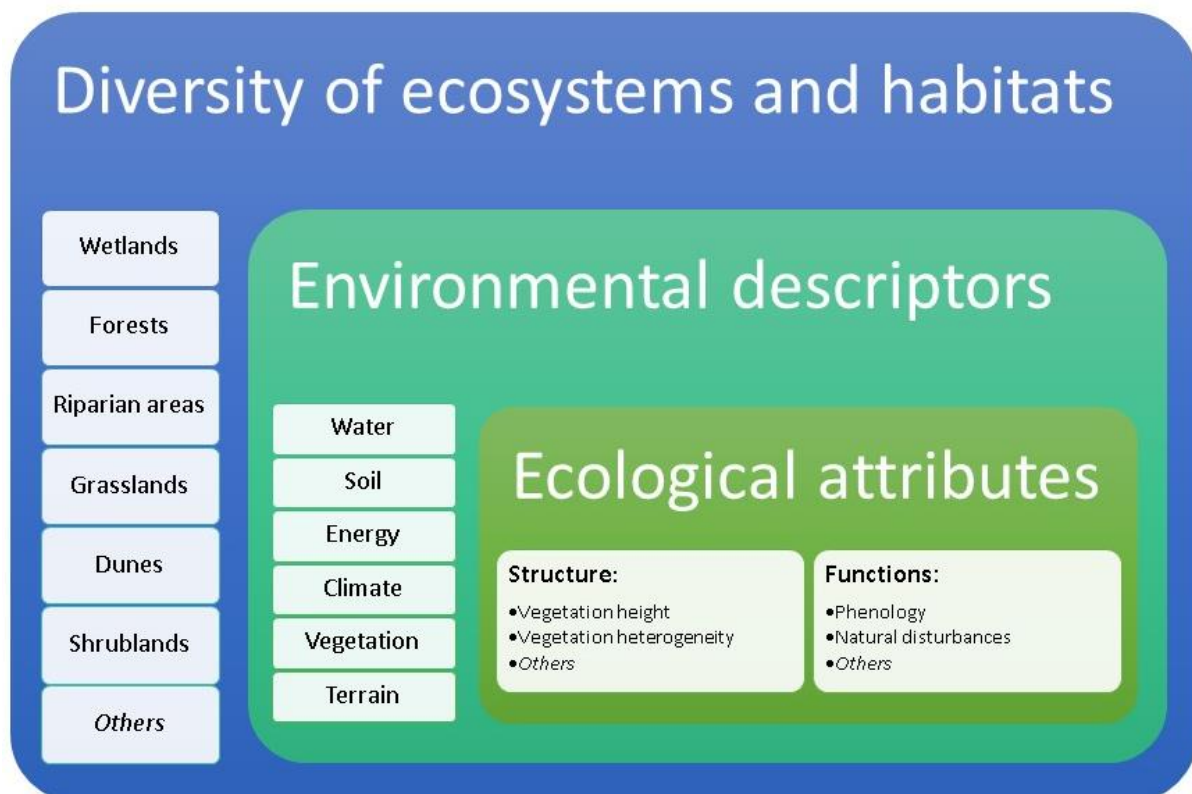 Diversity of ecosystems and habitats
Wetlands
Forests
Riparian areas
Grasslands
Dunes
Shrublands
Others
Environmental descriptors
Water
Soil
Energy
Climate
Vegetation
Terrain
Ecological attributes
Structure:
•Vegetation height
•Vegetation heterogeneity
•Others
Functions:
•Phenology
•Natural disturbances
•Others